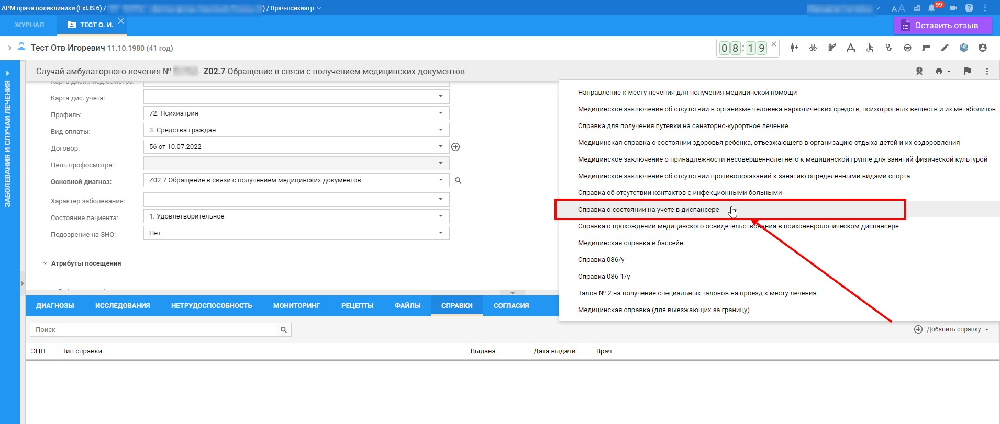 АРМ врача поликлиники (ExtJS 6) /
) / Врач-психиатр
АА
99
ЖУРНАЛ
ТЕСТ О. И.
Оставить отзыв
Тест Отв Игоревич 11.10.1980 (41 год)
08:19
ЗАБОЛЕВАНИЯ И СЛУЧАИ ЛЕЧЕНИЯ
Случай амбулаторного лечения №
- Z02.7 Обращение в связи с получением медицинских документов
Карта дисп./мед.осмотра:
Карта дис. учета:
Профиль:
72. Психиатрия
Вид оплаты:
3. Средства граждан
Договор:
56 от 10.07.2022
Цель профосмотра:
Основной диагноз:
Z02.7 Обращение в связи с получением медицинских документов
Характер заболевания:
Состояние пациента:
1. Удовлетворительное
Подозрение на ЗНО:
Нет
Атрибуты посещения
Направление к месту лечения для получения медицинской помощи
Медицинское заключение об отсутствии в организме человека наркотических средств, психотропных веществ и их метаболитов
Справка для получения путевки на санаторно-курортное лечение
Медицинская справка о состоянии здоровья ребенка, отъезжающего в организацию отдыха детей и их оздоровления
Медицинское заключение о принадлежности несовершеннолетнего к медицинской группе для занятий физической культурой
Медицинское заключение об отсутствии противопоказаний к занятию определенными видами спорта
Справка об отсутствии контактов с инфекционными больными
Справка о состоянии на учете в диспансере
Справка о прохождении медицинского освидетельствования в психоневрологическом диспансере
Медицинская справка в бассейн
Справка 086/у
Справка 086-1/у
Талон № 2 на получение специальных талонов на проезд к месту лечения
Медицинская справка (для выезжающих за границу)
ДИАГНОЗЫ
ИССЛЕДОВАНИЯ
НЕТРУДОСПОСОБНОСТЬ
МОНИТОРИНГ
РЕЦЕПТЫ
ФАЙЛЫ
СПРАВКИ
СОГЛАСИЯ
Поиск
Добавить справку
ЭЦП
Тип справки
Выдана
Дата выдачи
Врач